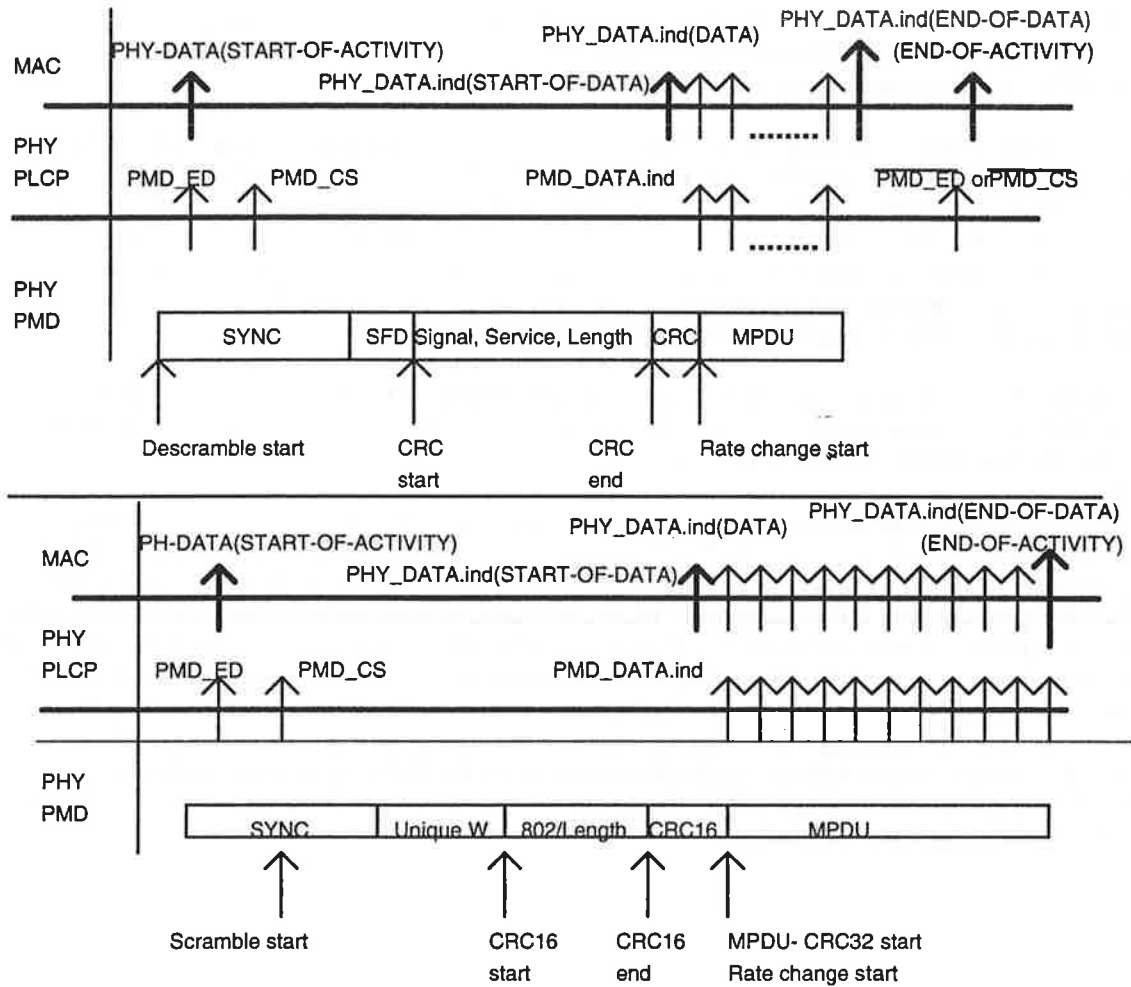 PHY_DATA.ind(END-OF-DATA)
PHY-DATA(START-OF-ACTIVITY)
PHY_DATA.ind(DATA)
(END-OF-ACTIVITY)
MAC
PHY_DATA.ind(START-OF-DATA)
PHY
PLCP
PMD_ED
PMD_CS
PMD_DATA.ind
PMD_ED or PMD_CS
PHY
PMD
SYNC
SFD
Signal, Service, Length
CRC
MPDU
Descramble start
CRC
start
CRC
end
Rate change start
PHY_DATA.ind(END-OF-DATA)
PHY_DATA.ind(DATA)
PH-DATA(START-OF-ACTIVITY)
(END-OF-ACTIVITY)
MAC
PHY_DATA.ind(START-OF-DATA)
PHY
PLCP
PMD_ED
PMD_CS
PMD_DATA.ind
PHY
PMD
SYNC
Unique W
802/Length
CRC16
MPDU
Scramble start
CRC16
start
CRC16
end
MPDU- CRC32 start
Rate change start